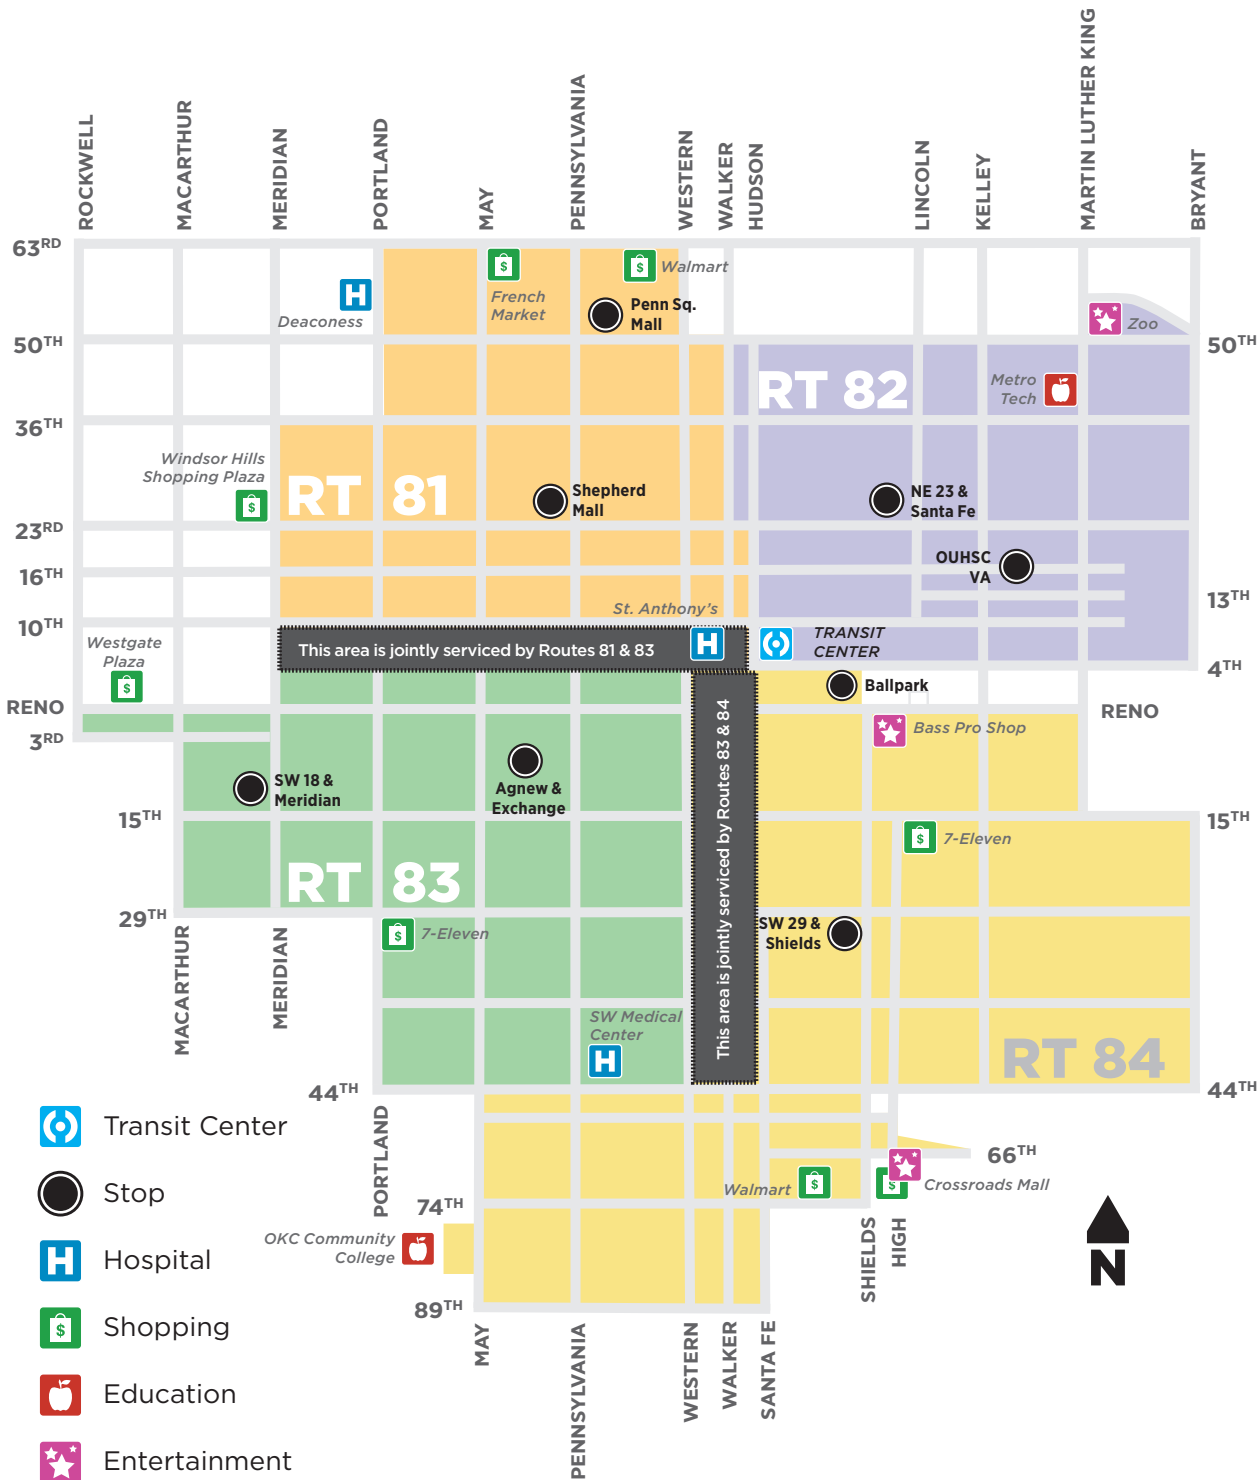 ROCKWELL
MACARTHUR
MERIDIAN
PORTLAND
MAY
PENNSYLVANIA
WESTERN
WALKER
HUDSON
LINCOLN
KELLEY
MARTIN LUTHER KING
BRYANT
63RD
Deaconess
French
Market
Walmart
Penn Sq.
Mall
Zoo
50TH
50TH
RT 82
Metro
Tech
36TH
Windsor Hills
Shopping Plaza
RT 81
Shepherd
Mall
NE 23 &
Santa Fe
23RD
OUHSC
VA
16TH
13TH
St. Anthony's
10TH
Westgate
Plaza
This area is jointly serviced by Routes 81 & 83
H
TRANSIT
CENTER
4TH
Ballpark
RENO
RENO
3RD
Bass Pro Shop
SW 18 &
Meridian
Agnew &
Exchange
This area is jointly serviced by Routes 83 & 84
15TH
15TH
7-Eleven
RT 83
29TH
7-Eleven
SW 29 &
Shields
MACARTHUR
MERIDIAN
SW Medical
Center
H
RT 84
44TH
44TH
PORTLAND
66TH
Walmart
Crossroads Mall
74TH
OKC Community
College
SHIELDS
HIGH
89TH
MAY
PENNSYLVANIA
WESTERN
WALKER
SANTA FE
N
Transit Center
Stop
H Hospital
$ Shopping
Education
Entertainment